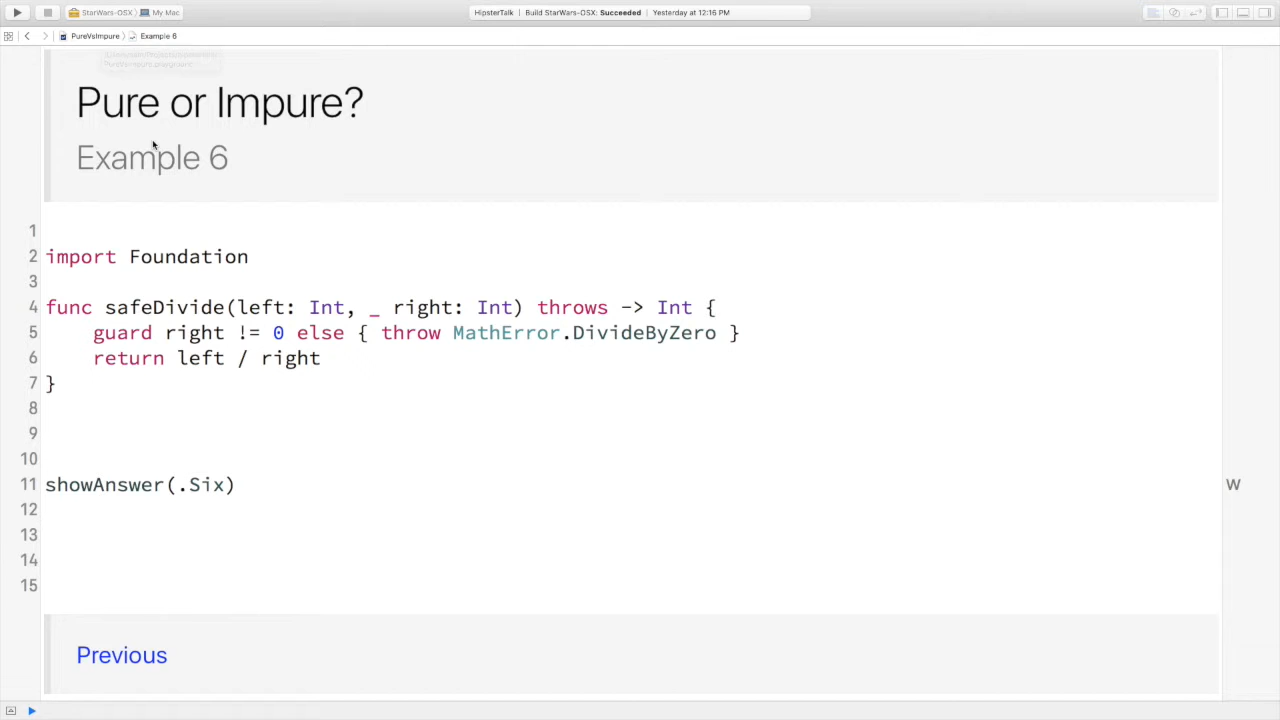 StarWars-OSX 〉 My Mac
HipsterTalk | Build StarWars-OSX: Succeeded | Yesterday at 12:16 PM
PureVsImpure 〉 Example 6
Pure or Impure?
Example 6
1
2 import Foundation
3
4 func safeDivide(left: Int, _ right: Int) throws -> Int {
5 guard right != 0 else { throw MathError.DivideByZero }
6 return left / right
7 }
8
9
10
11 showAnswer(.Six)
W
12
13
14
15
Previous